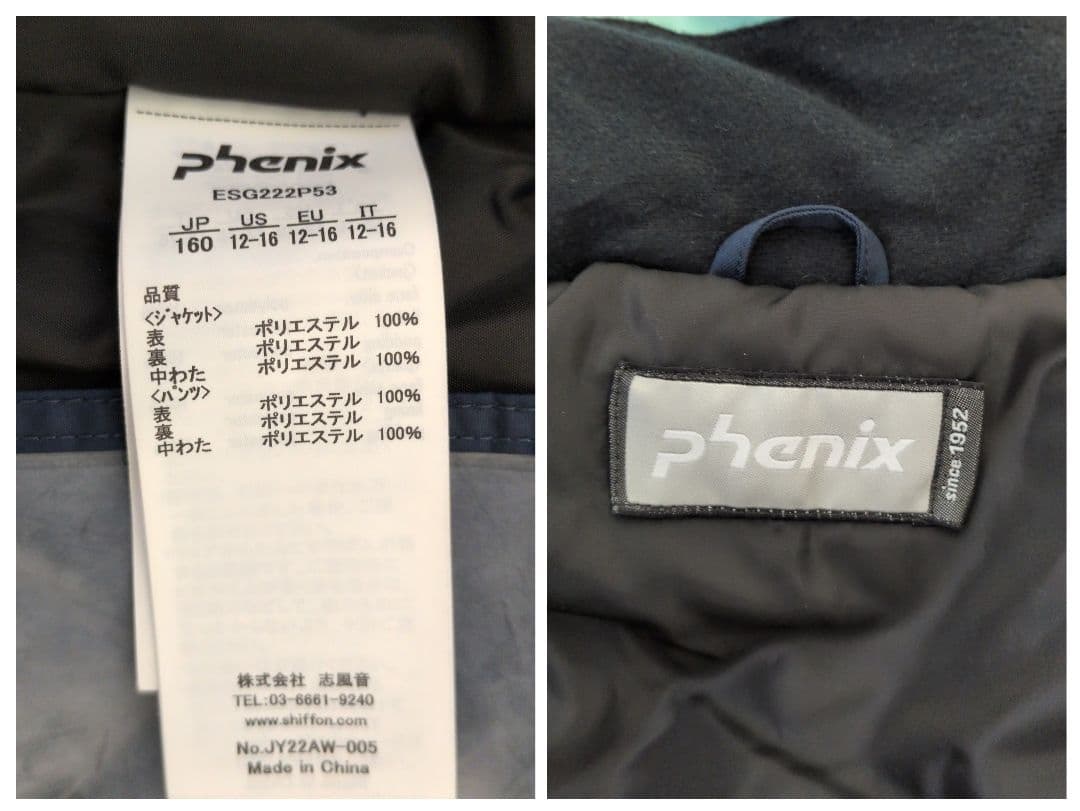 phenix
ESG222P53
JP US EU IT
160 12-16 12-16 12-16
品質
<ジャケット>
表 ポリエステル 100%
裏 ポリエステル
中わた ポリエステル 100%
<パンツ>
表 ポリエステル 100%
裏 ポリエステル
中わた ポリエステル 100%
株式会社 志風音
TEL:03-6661-9240
www.shiffon.com
No.JY22AW-005
Made in China
phenix
since 1952